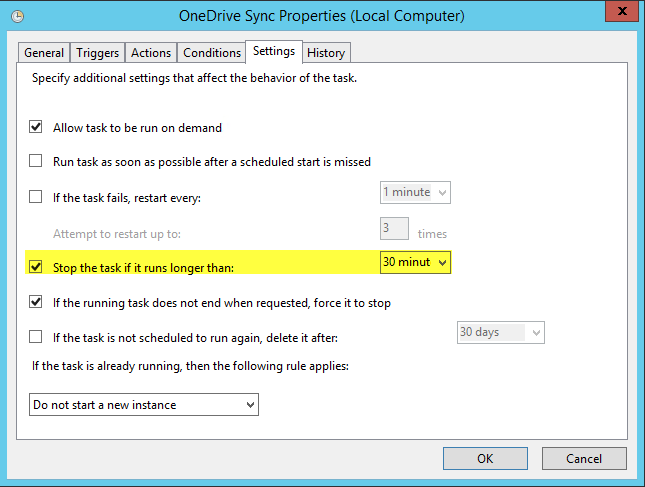 OneDrive Sync Properties (Local Computer)
x
General Triggers Actions Conditions Settings History
Specify additional settings that affect the behavior of the task.
Allow task to be run on demand
Run task as soon as possible after a scheduled start is missed
If the task fails, restart every: 1 minute
Attempt to restart up to: 3 times
Stop the task if it runs longer than: 30 minut
If the running task does not end when requested, force it to stop
If the task is not scheduled to run again, delete it after: 30 days
If the task is already running, then the following rule applies:
Do not start a new instance
OK Cancel